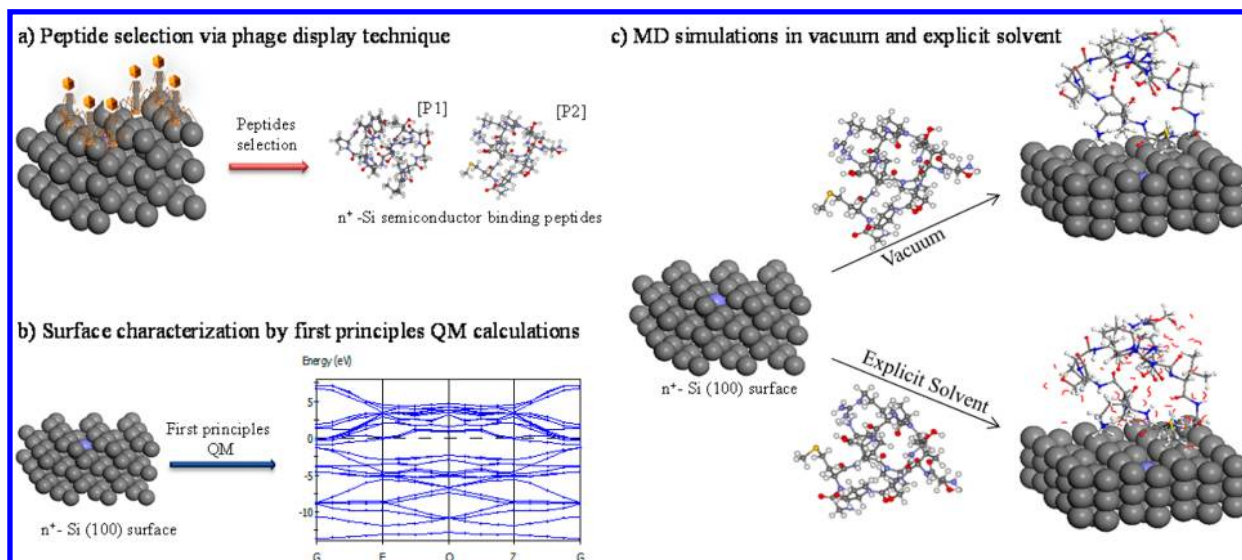 a) Peptide selection via phage display technique
[P1]
[P2]
Peptides
selection
n⁺ -Si semiconductor binding peptides
b) Surface characterization by first principles QM calculations
Energy (eV)
5
0
-5
-10
G F Q Z G
First principles
QM
n⁺- Si (100) surface
c) MD simulations in vacuum and explicit solvent
Vacuum
n⁺- Si (100) surface
Explicit Solvent